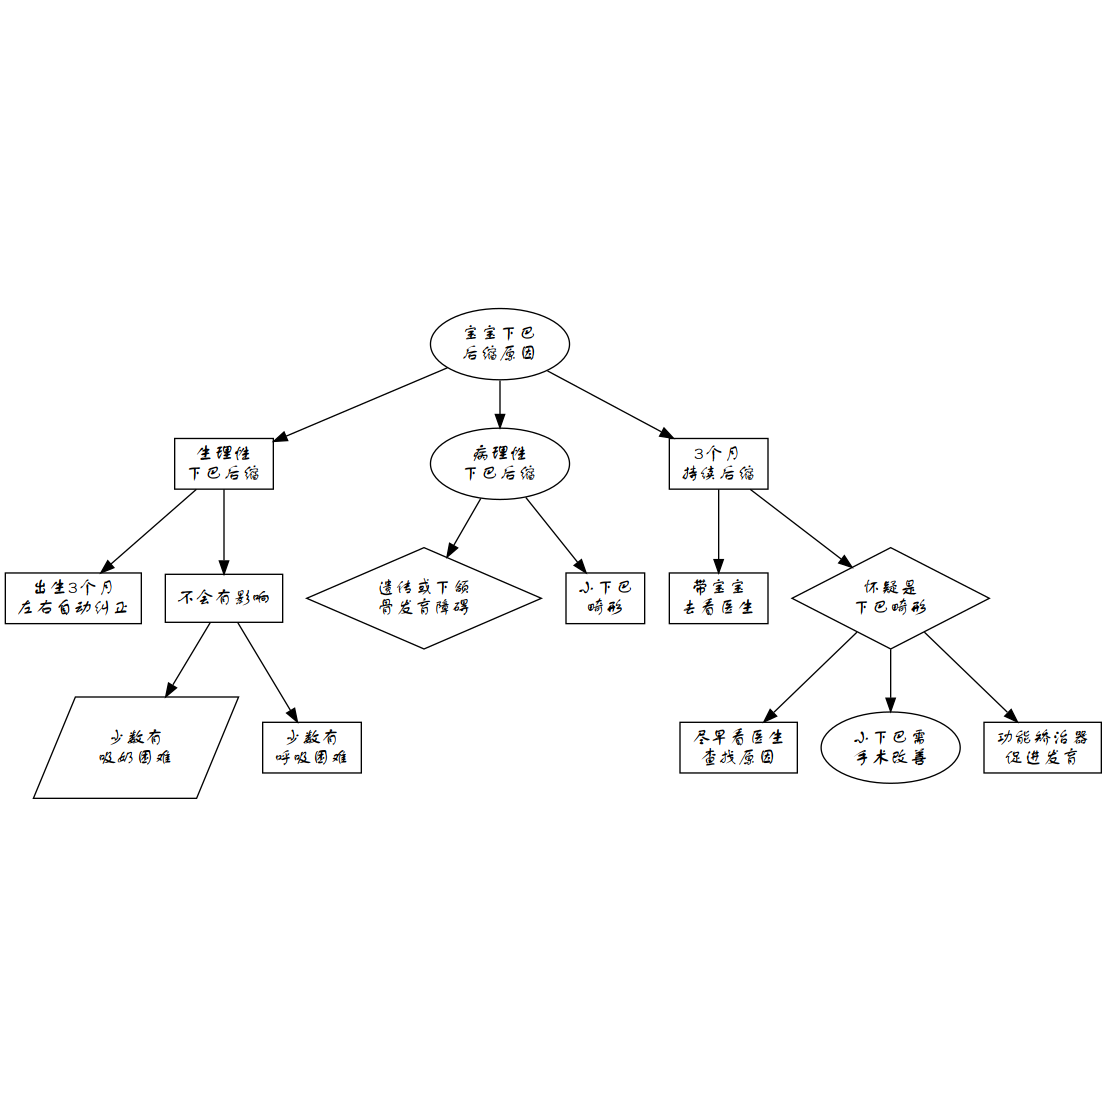 宝宝下巴
后缩原因
生理性
下巴后缩
病理性
下巴后缩
3个月
持续后缩
出生3个月
左右自动纠正
不会有影响
遗传或下颌
骨发育障碍
小下巴
畸形
带宝宝
去看医生
怀疑是
下巴畸形
少数有
吸奶困难
少数有
呼吸困难
尽早看医生
查找原因
小下巴需
手术改善
功能矫治器
促进发育